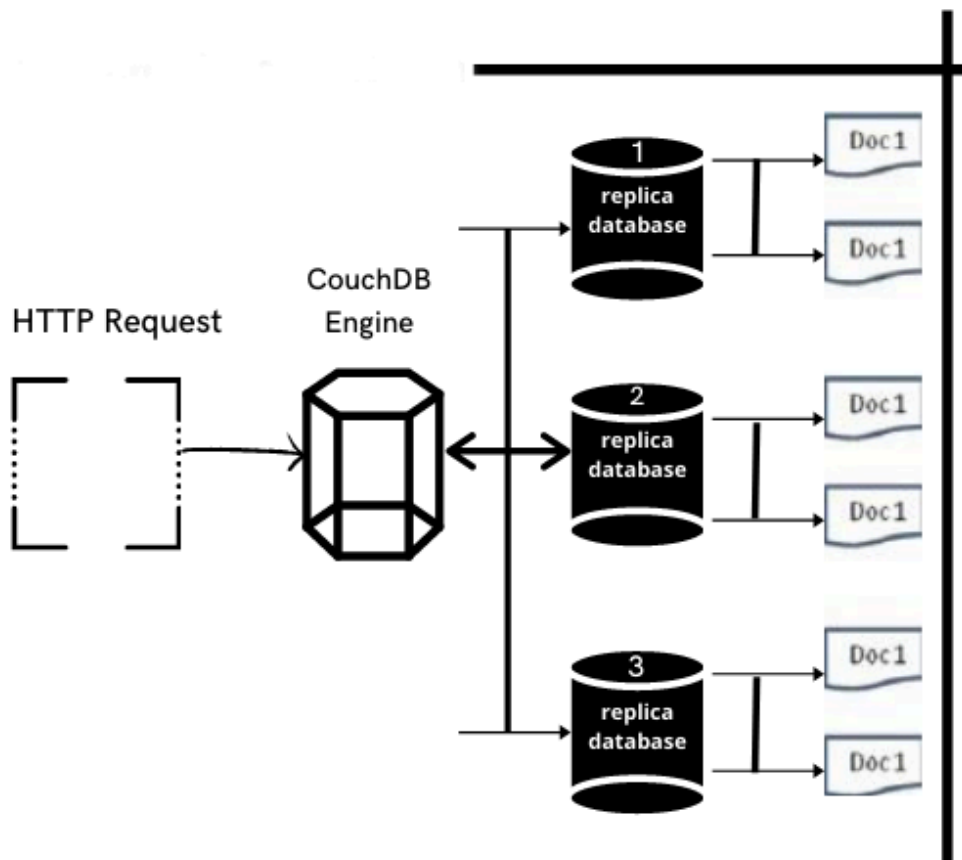 HTTP Request
CouchDB
Engine
1
replica
database
Doc1
Doc1
2
replica
database
Doc1
Doc1
3
replica
database
Doc1
Doc1